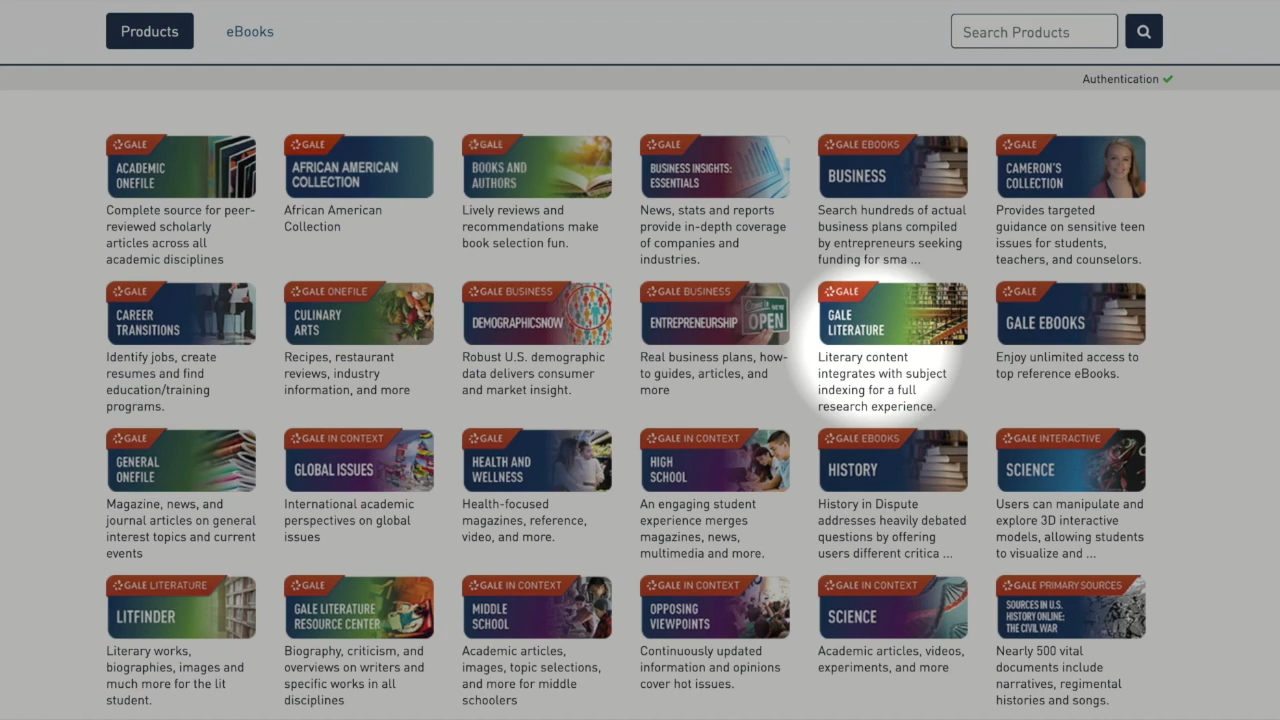 Products
eBooks
Search Products
Authentication
GALE
ACADEMIC
ONEFILE
Complete source for peer-
reviewed scholarly
articles across all
academic disciplines
GALE
AFRICAN AMERICAN
COLLECTION
African American
Collection
GALE
BOOKS AND
AUTHORS
Lively reviews and
recommendations make
book selection fun.
GALE
BUSINESS INSIGHTS:
ESSENTIALS
News, stats and reports
provide in-depth coverage
of companies and
industries.
GALE EBOOKS
BUSINESS
Search hundreds of actual
business plans compiled
by entrepreneurs seeking
funding for sma ...
GALE
CAMERON'S
COLLECTION
Provides targeted
guidance on sensitive teen
issues for students,
teachers, and counselors.
GALE
CAREER
TRANSITIONS
Identify jobs, create
resumes and find
education/training
programs.
GALE ONEFILE
CULINARY
ARTS
Recipes, restaurant
reviews, industry
information, and more
GALE BUSINESS
DEMOGRAPHICSNOW
Robust U.S. demographic
data delivers consumer
and market insight.
GALE BUSINESS
ENTREPRENEURSHIP
Come in WE'RE
OPEN
Real business plans, how-
to guides, articles, and
more
GALE
GALE
LITERATURE
Literary content
integrates with subject
indexing for a full
research experience.
GALE
GALE EBOOKS
Enjoy unlimited access to
top reference eBooks.
GALE
GENERAL
ONEFILE
Magazine, news, and
journal articles on general
interest topics and current
events
GALE IN CONTEXT
GLOBAL ISSUES
International academic
perspectives on global
issues
GALE
HEALTH AND
WELLNESS
Health-focused
magazines, reference,
video, and more.
GALE IN CONTEXT
HIGH
SCHOOL
An engaging student
experience merges
magazines, news,
multimedia and more.
GALE EBOOKS
HISTORY
History in Dispute
addresses heavily debated
questions by offering
users different critica ...
GALE INTERACTIVE
SCIENCE
Users can manipulate and
explore 3D interactive
models, allowing students
to visualize and ...
GALE LITERATURE
LITFINDER
Literary works,
biographies, images and
much more for the lit
student.
GALE
GALE LITERATURE
RESOURCE CENTER
Biography, criticism, and
overviews on writers and
specific works in all
disciplines
GALE IN CONTEXT
MIDDLE
SCHOOL
Academic articles,
images, topic selections,
and more for middle
schoolers
GALE IN CONTEXT
OPPOSING
VIEWPOINTS
Continuously updated
information and opinions
cover hot issues.
GALE IN CONTEXT
SCIENCE
Academic articles, videos,
experiments, and more
GALE PRIMARY SOURCES
SOURCES IN U.S.
HISTORY ONLINE:
THE CIVIL WAR
Nearly 500 vital
documents include
narratives, regimental
histories and songs.